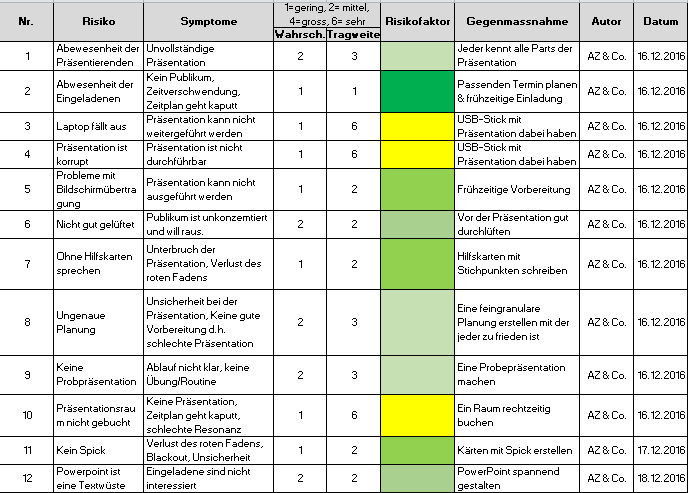 1=gering, 2= mittel,
4=gross, 6= sehr
Nr. Risiko Symptome Wahrsch. Tragweite Risikofaktor Gegenmassnahme Autor Datum
1 Abewesenheit der Unvollständige 2 3 Jeder kennt alle Parts der AZ & Co. 16.12.2016
Präsentierenden Präsentation Präsentation
2 Abwesenheit der Kein Publikum, 1 1 Passenden Termin planen AZ & Co. 16.12.2016
Eingeladenen Zeitverschwendung, & frühzeitige Einladung
Zeitplan geht kaputt
3 Laptop fällt aus Präsentation kann nicht 1 6 USB-Stick mit AZ & Co. 16.12.2016
weitergeführt werden Präsentation dabei haben
4 Präsentation ist Präsentation ist nicht 1 6 USB-Stick mit AZ & Co. 16.12.2016
korrupt durchführbar Präsentation dabei haben
5 Probleme mit Präsentation kann nicht 1 2 Frühzeitige Vorbereitung AZ & Co. 16.12.2016
Bildschirmübertra ausgeführt werden
gung
6 Nicht gut gelüftet Publikum ist unkonzemtiert 2 2 Vor der Präsentation gut AZ & Co. 16.12.2016
und will raus. durchlüften
7 Ohne Hilfskarten Unterbruch der 1 2 Hilfskarten mit AZ & Co. 16.12.2016
sprechen Präsentation, Verlust des Stichpunkten schreiben
roten Fadens
8 Ungenaue Unsicherheit bei der 2 3 Eine feingranulare AZ & Co. 16.12.2016
Planung Präsentation, Keine gute Planung erstellen mit der
Vorbereitung d.h. jeder zu frieden ist
schlechte Präsentation
9 Keine Ablauf nicht klar, keine 2 3 Eine Probepräsentation AZ & Co. 16.12.2016
Probpräsentation Übung/Routine machen
10 Präsentationsrau Keine Präsentation, 1 6 Ein Raum rechtzeitig AZ & Co. 16.12.2016
m nicht gebucht Zeitplan geht kaputt, buchen
schlechte Resonanz
11 Kein Spick Verlust des roten Fadens, 1 2 Kärten mit Spick erstellen AZ & Co. 17.12.2016
Blackout, Unsicherheit
12 Powerpoint ist Eingeladene sind nicht 2 2 PowerPoint spannend AZ & Co. 18.12.2016
eine Textwüste interessiert gestalten